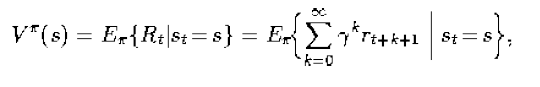 V^π(s) = E_π{R_t | s_t = s} = E_π{ ∑_{k=0}^{∞} γ^k r_{t+k+1} | s_t = s },